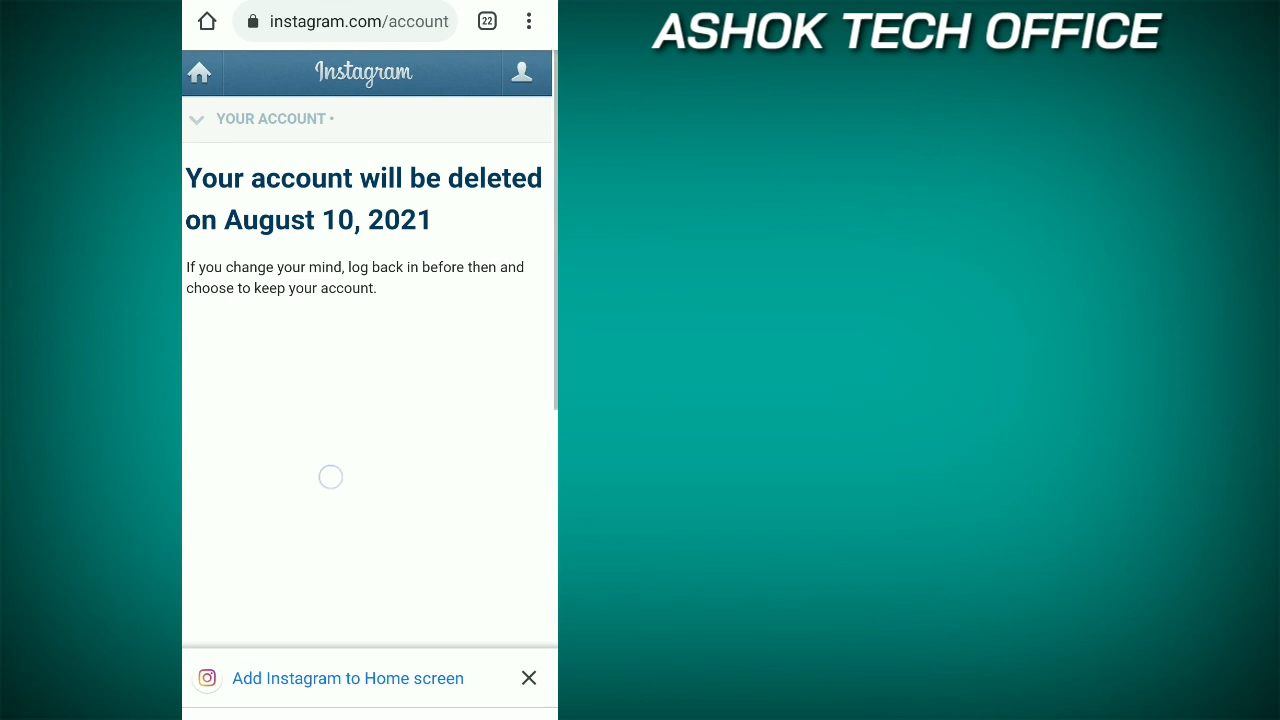 ASHOK TECH OFFICE
instagram.com/account
22
Instagram
YOUR ACCOUNT •
Your account will be deleted
on August 10, 2021
If you change your mind, log back in before then and
choose to keep your account.
Add Instagram to Home screen